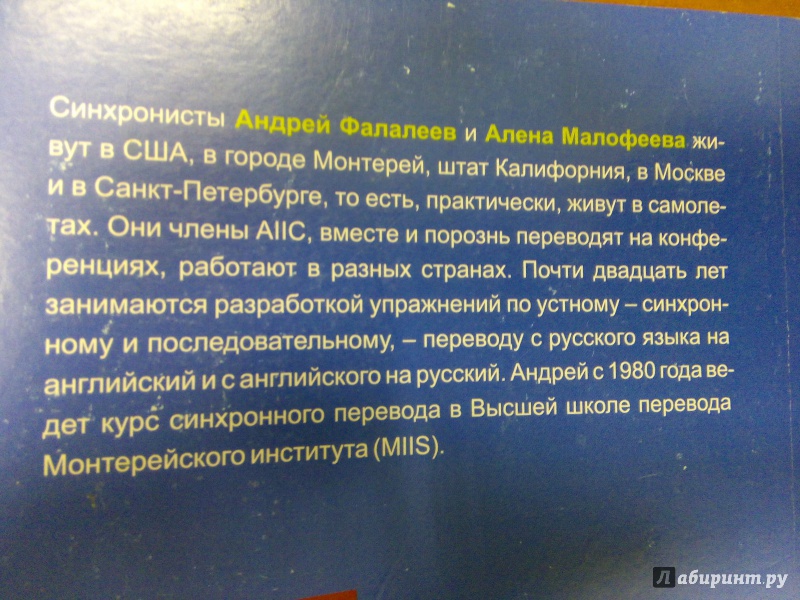 Синхронисты Андрей Фалалеев и Алена Малофеева жи-
вут в США, в городе Монтерей, штат Калифорния, в Москве
и в Санкт-Петербурге, то есть, практически, живут в самоле-
тах. Они члены AIIC, вместе и порознь переводят на конфе-
ренциях, работают в разных странах. Почти двадцать лет
занимаются разработкой упражнений по устному – синхрон-
ному и последовательному, – переводу с русского языка на
английский и с английского на русский. Андрей с 1980 года ве-
дет курс синхронного перевода в Высшей школе перевода
Монтерейского института (MIIS).
Лабиринт.ру